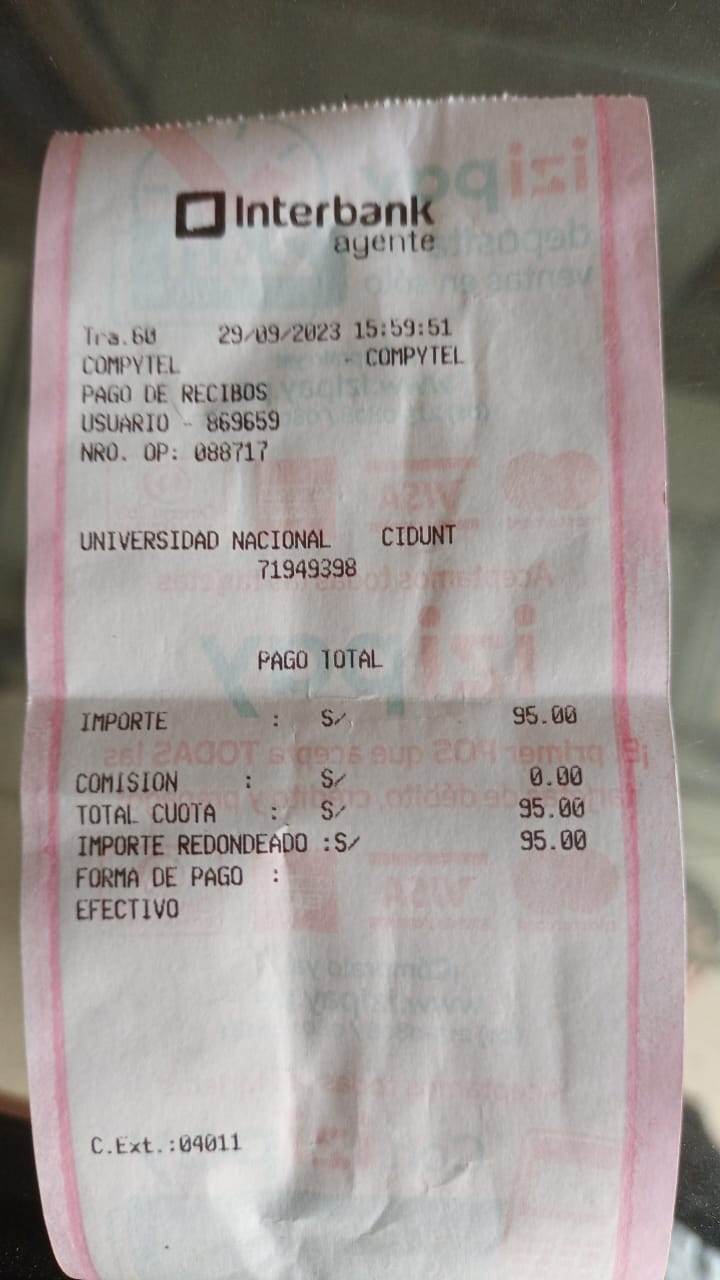 Interbank
agente
Tra.60 29/09/2023 15:59:51
COMPYTEL COMPYTEL
PAGO DE RECIBOS
USUARIO - 869659
NRO. OP: 088717
UNIVERSIDAD NACIONAL CIDUNT
71949398
PAGO TOTAL
IMPORTE : S/ 95.00
COMISION : S/ 0.00
TOTAL CUOTA : S/ 95.00
IMPORTE REDONDEADO :S/ 95.00
FORMA DE PAGO :
EFECTIVO
C.Ext.:04011